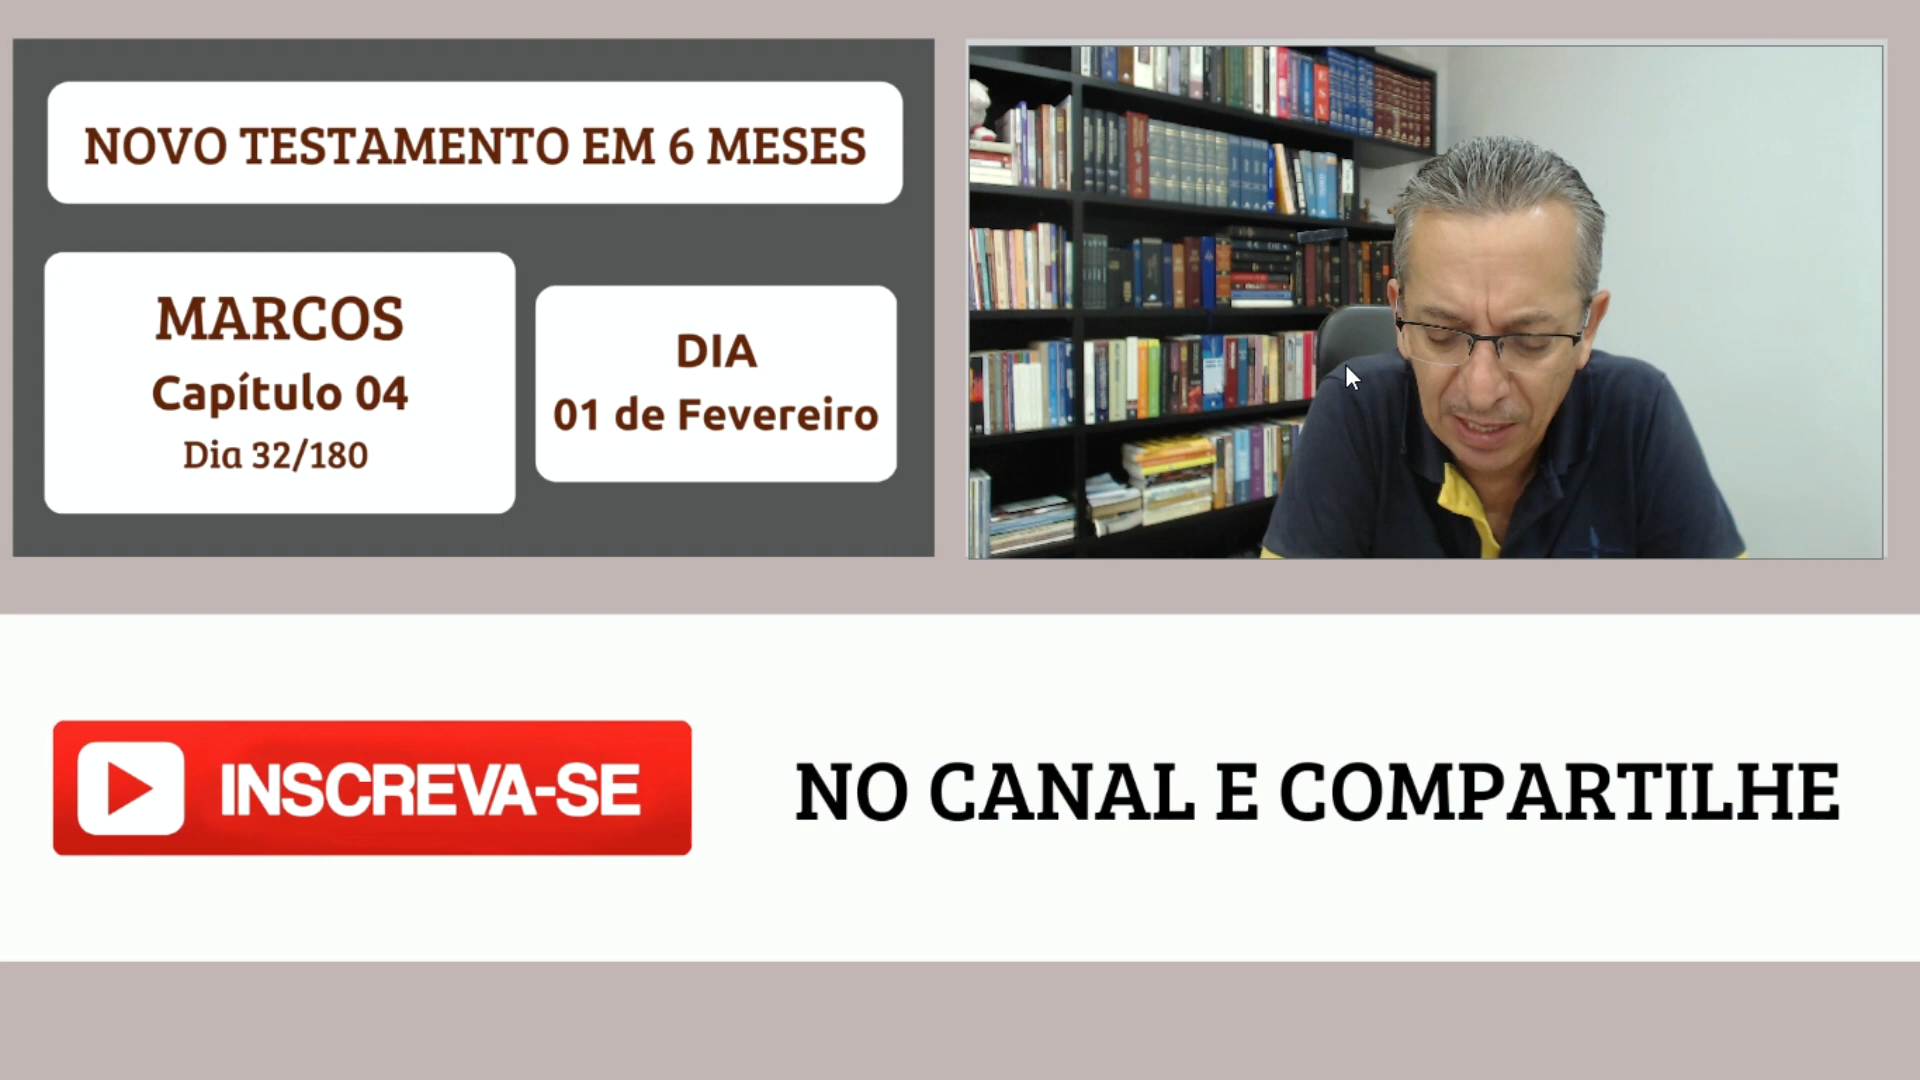 NOVO TESTAMENTO EM 6 MESES
MARCOS
Capítulo 04
Dia 32/180
DIA
01 de Fevereiro
INSCREVA-SE
NO CANAL E COMPARTILHE